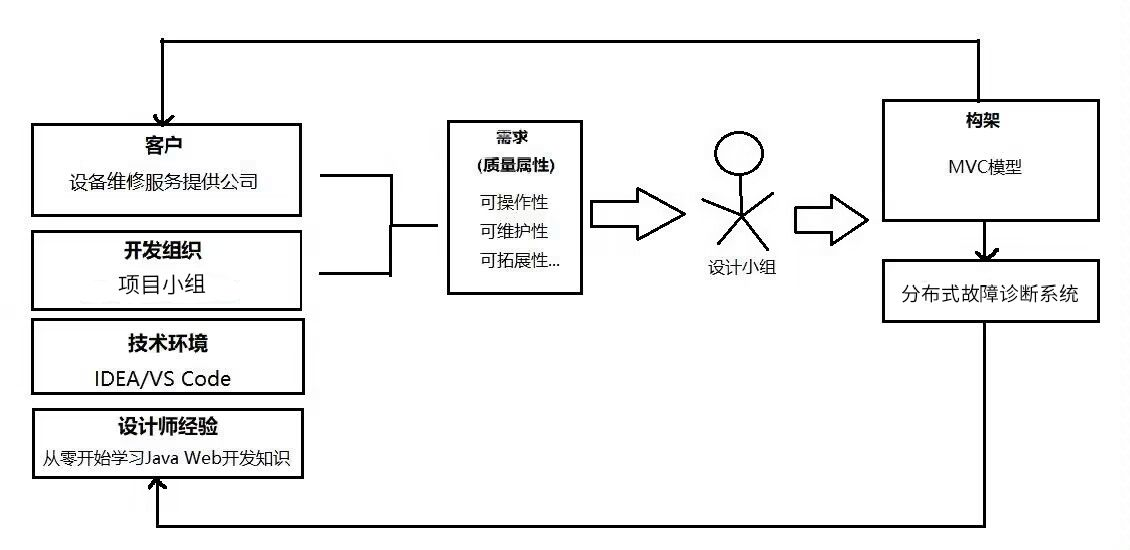 客户
设备维修服务提供公司
开发组织
项目小组
技术环境
IDEA/VS Code
设计师经验
从零开始学习Java Web开发知识
需求
(质量属性)
可操作性
可维护性
可拓展性...
设计小组
构架
MVC模型
分布式故障诊断系统